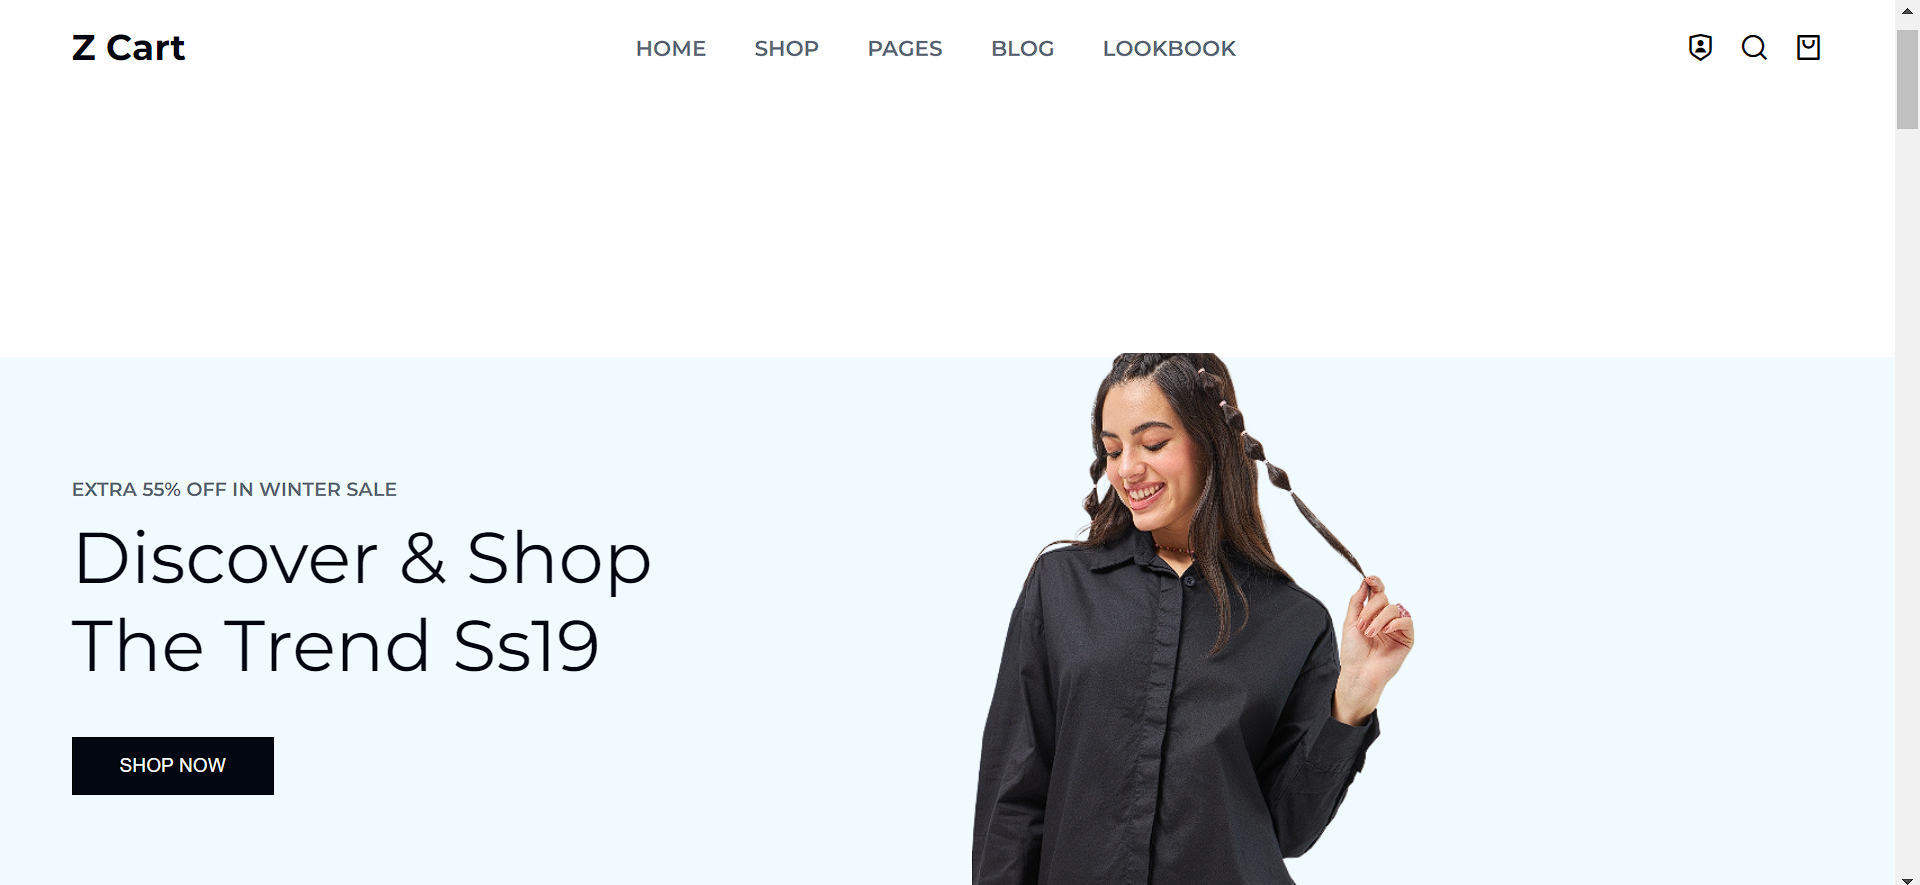 Z Cart
HOME SHOP PAGES BLOG LOOKBOOK
EXTRA 55% OFF IN WINTER SALE
Discover & Shop
The Trend Ss19
SHOP NOW